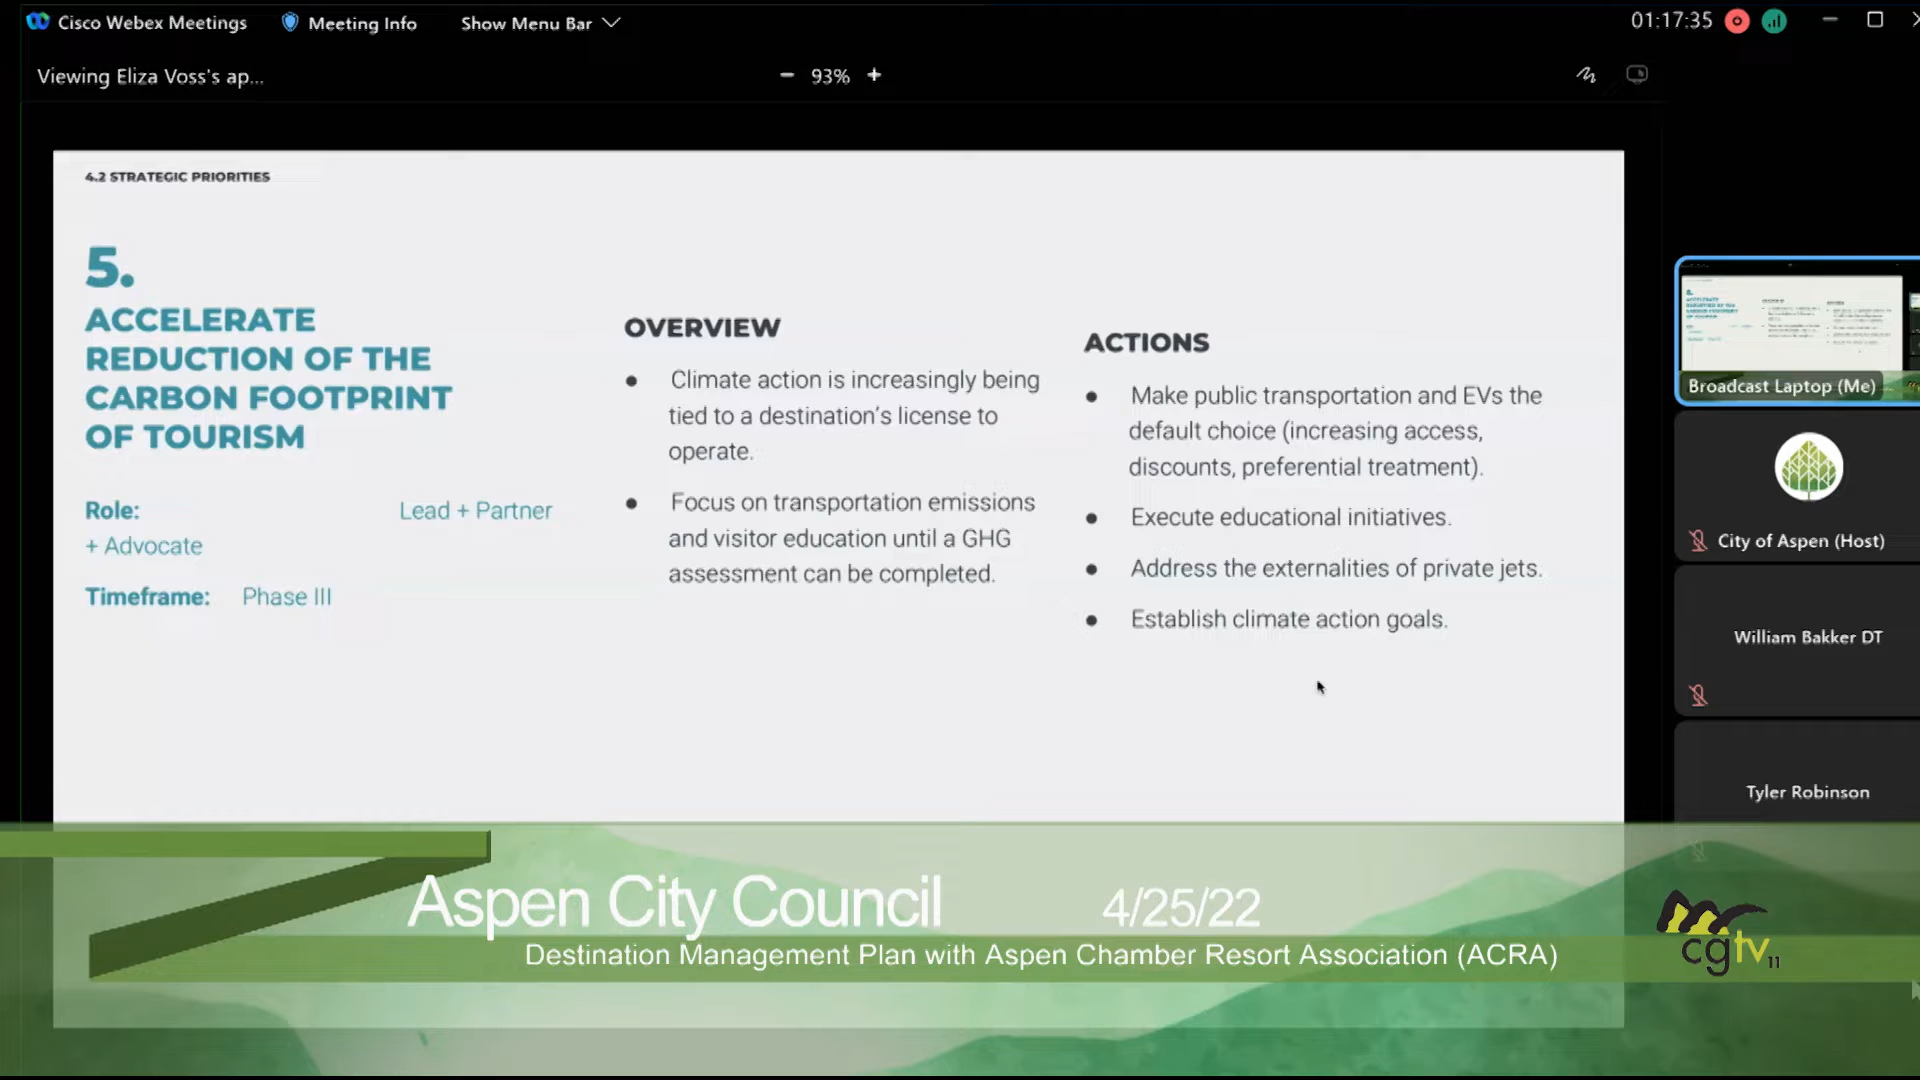 Cisco Webex Meetings
Meeting Info
Show Menu Bar
01:17:35
Viewing Eliza Voss's ap...
93%
4.2 STRATEGIC PRIORITIES
5.
ACCELERATE
REDUCTION OF THE
CARBON FOOTPRINT
OF TOURISM
Role: Lead + Partner
+ Advocate
Timeframe: Phase III
OVERVIEW
● Climate action is increasingly being
tied to a destination's license to
operate.
● Focus on transportation emissions
and visitor education until a GHG
assessment can be completed.
ACTIONS
● Make public transportation and EVs the
default choice (increasing access,
discounts, preferential treatment).
● Execute educational initiatives.
● Address the externalities of private jets.
● Establish climate action goals.
Broadcast Laptop (Me)
City of Aspen (Host)
William Bakker DT
Tyler Robinson
Aspen City Council 4/25/22
Destination Management Plan with Aspen Chamber Resort Association (ACRA)
cgtv 11